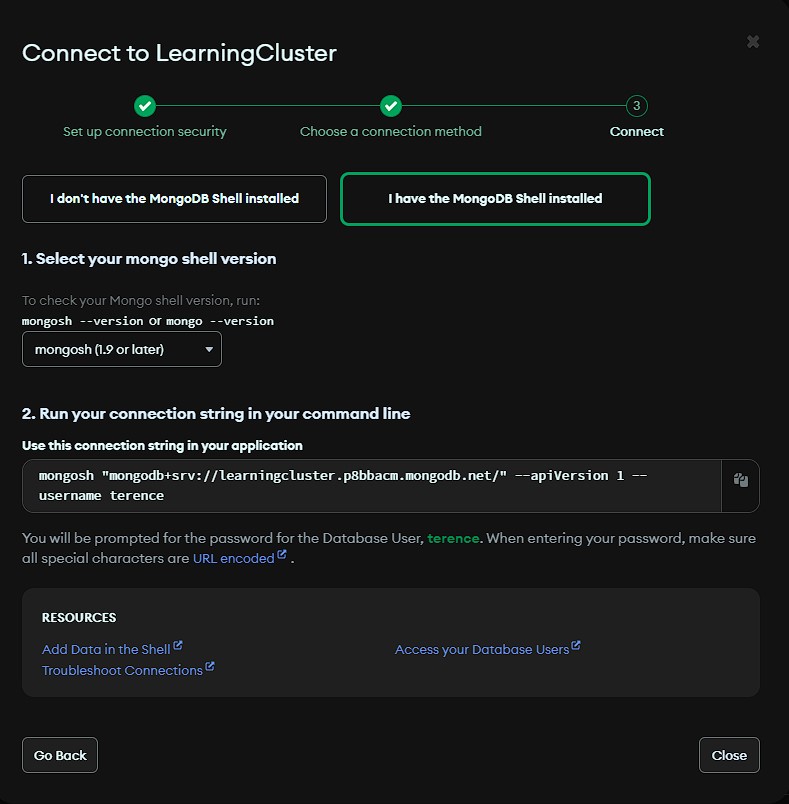 Connect to LearningCluster
3
Set up connection security
Choose a connection method
Connect
I don't have the MongoDB Shell installed
I have the MongoDB Shell installed
1. Select your mongo shell version
To check your Mongo shell version, run:
mongosh --version or mongo --version
mongosh (1.9 or later)
2. Run your connection string in your command line
Use this connection string in your application
mongosh "mongodb+srv://learningcluster.p8bbacm.mongodb.net/" --apiVersion 1 --
username terence
You will be prompted for the password for the Database User, terence. When entering your password, make sure
all special characters are URL encoded .
RESOURCES
Add Data in the Shell
Access your Database Users
Troubleshoot Connections
Go Back
Close